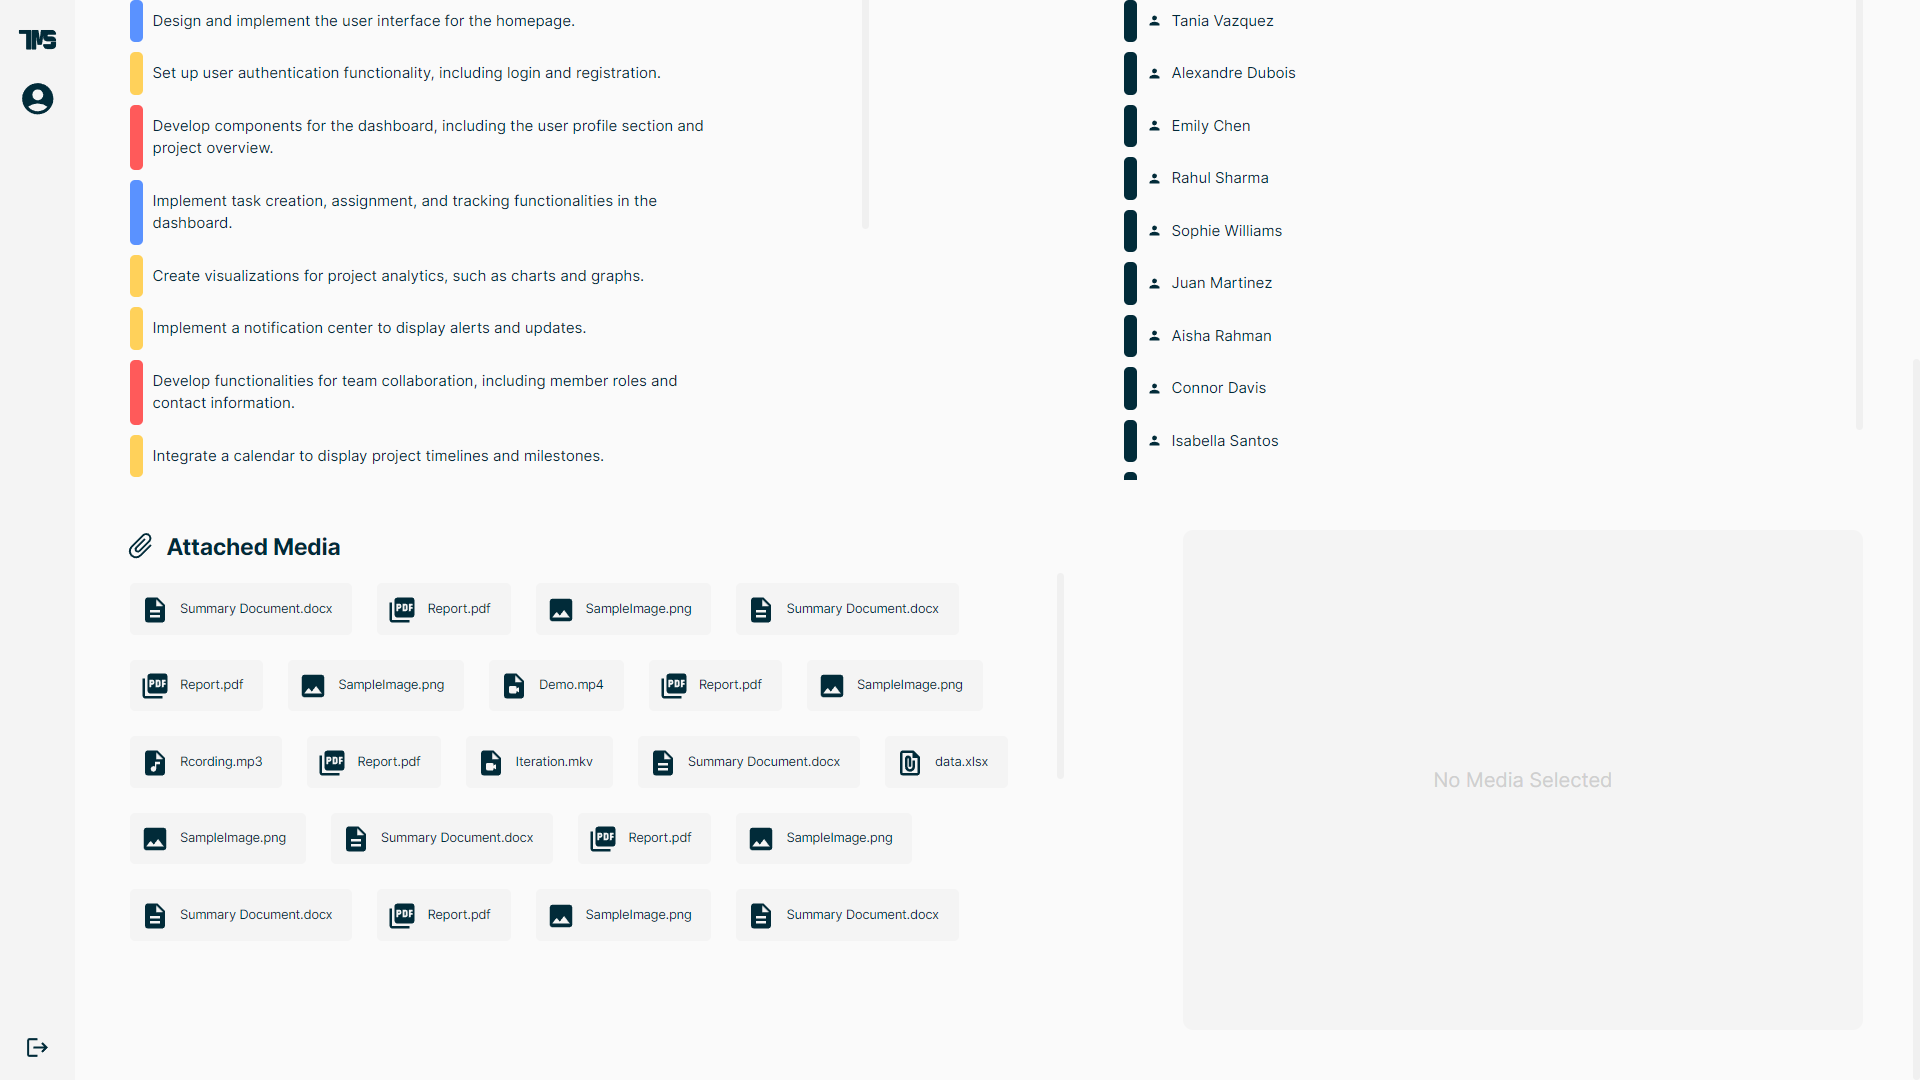 TMS
Design and implement the user interface for the homepage.
Set up user authentication functionality, including login and registration.
Develop components for the dashboard, including the user profile section and
project overview.
Implement task creation, assignment, and tracking functionalities in the
dashboard.
Create visualizations for project analytics, such as charts and graphs.
Implement a notification center to display alerts and updates.
Develop functionalities for team collaboration, including member roles and
contact information.
Integrate a calendar to display project timelines and milestones.
Tania Vazquez
Alexandre Dubois
Emily Chen
Rahul Sharma
Sophie Williams
Juan Martinez
Aisha Rahman
Connor Davis
Isabella Santos
Attached Media
Summary Document.docx
PDF Report.pdf
SampleImage.png
Summary Document.docx
PDF Report.pdf
SampleImage.png
Demo.mp4
PDF Report.pdf
SampleImage.png
Rcording.mp3
PDF Report.pdf
Iteration.mkv
Summary Document.docx
data.xlsx
SampleImage.png
Summary Document.docx
PDF Report.pdf
SampleImage.png
Summary Document.docx
PDF Report.pdf
SampleImage.png
Summary Document.docx
No Media Selected